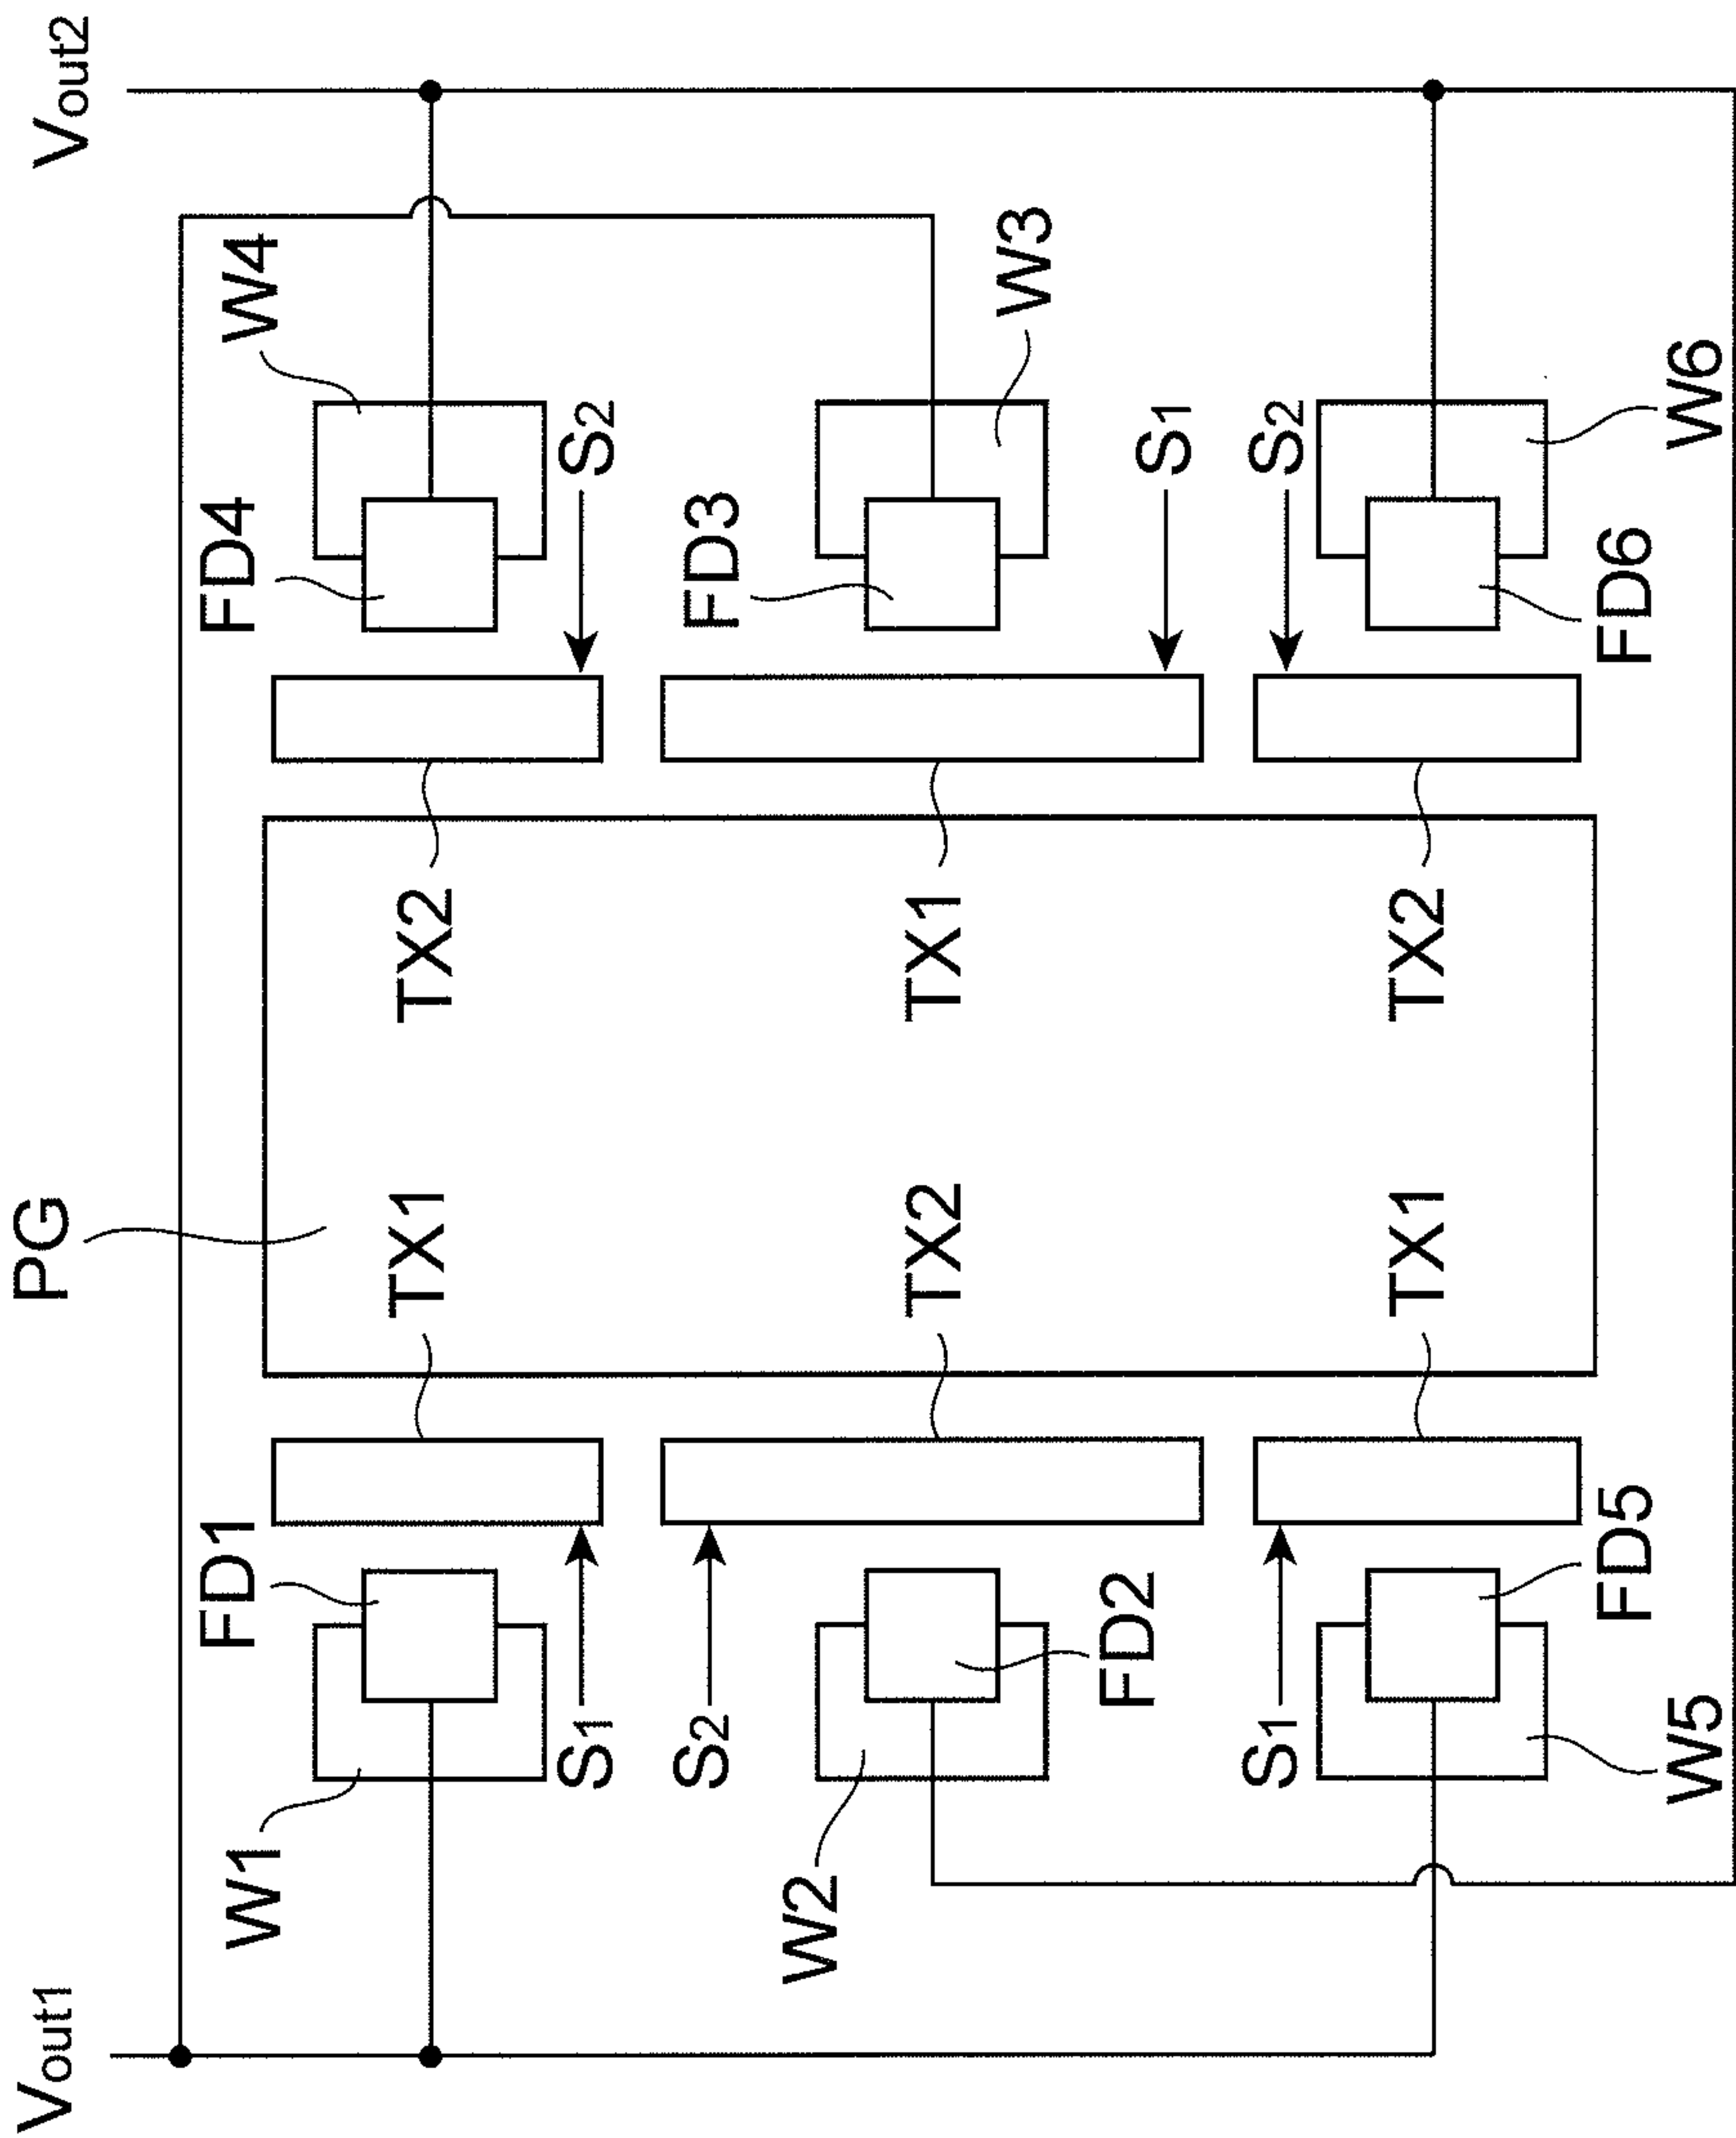 Vout1
PG
Vout2
W1
FD1
TX1
TX2
FD4
W4
S1
S2
S2
W2
FD2
TX2
TX1
FD3
W3
S1
S1
S2
W5
FD5
TX1
TX2
FD6
W6